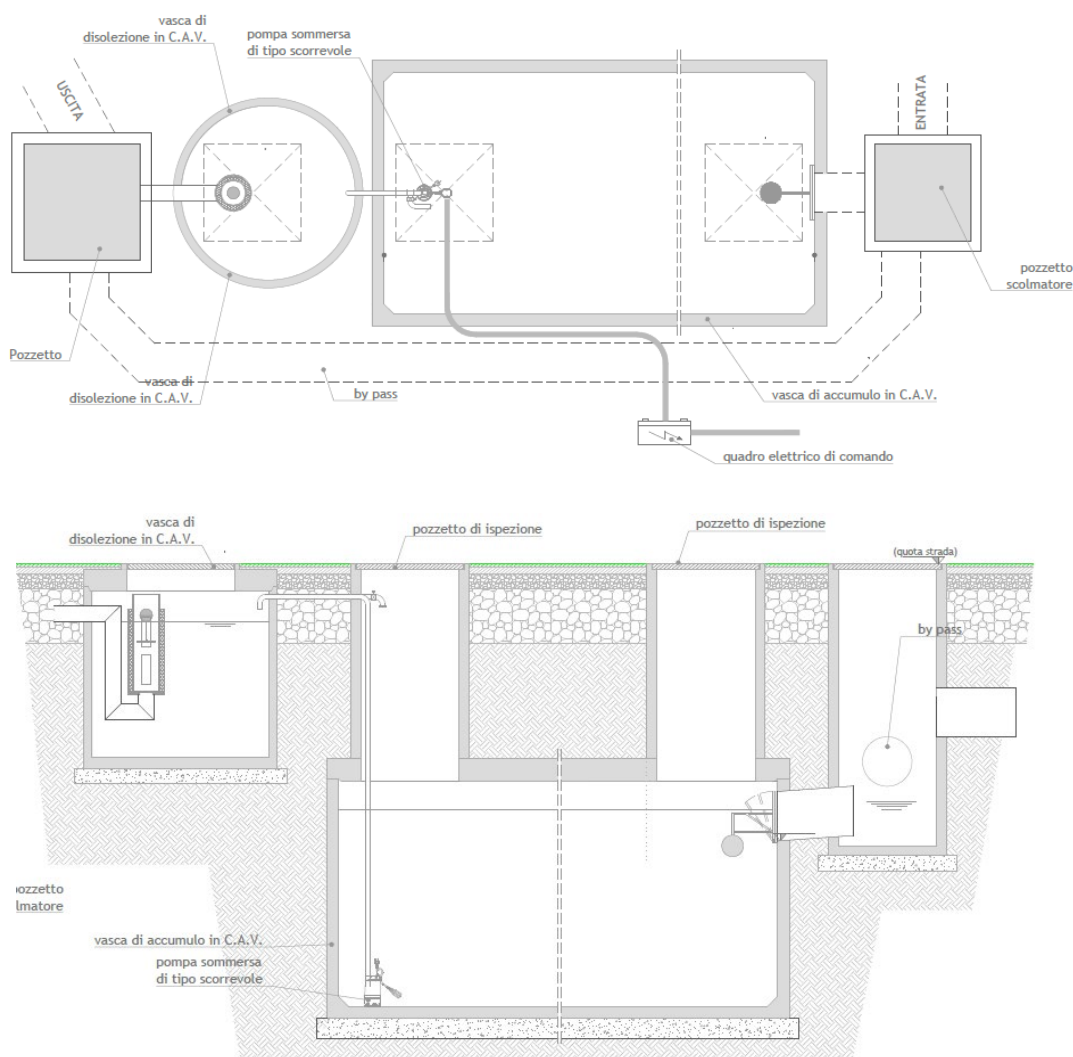 vasca di
disolezione in C.A.V.
pompa sommersa
di tipo scorrevole
USCITA
ENTRATA
pozzetto
scolmatore
Pozzetto
vasca di
disolezione in C.A.V.
by pass
vasca di accumulo in C.A.V.
quadro elettrico di comando
vasca di
disolezione in C.A.V.
pozzetto di ispezione
pozzetto di ispezione
(quota strada)
by pass
pozzetto
lmatore
vasca di accumulo in C.A.V.
pompa sommersa
di tipo scorrevole